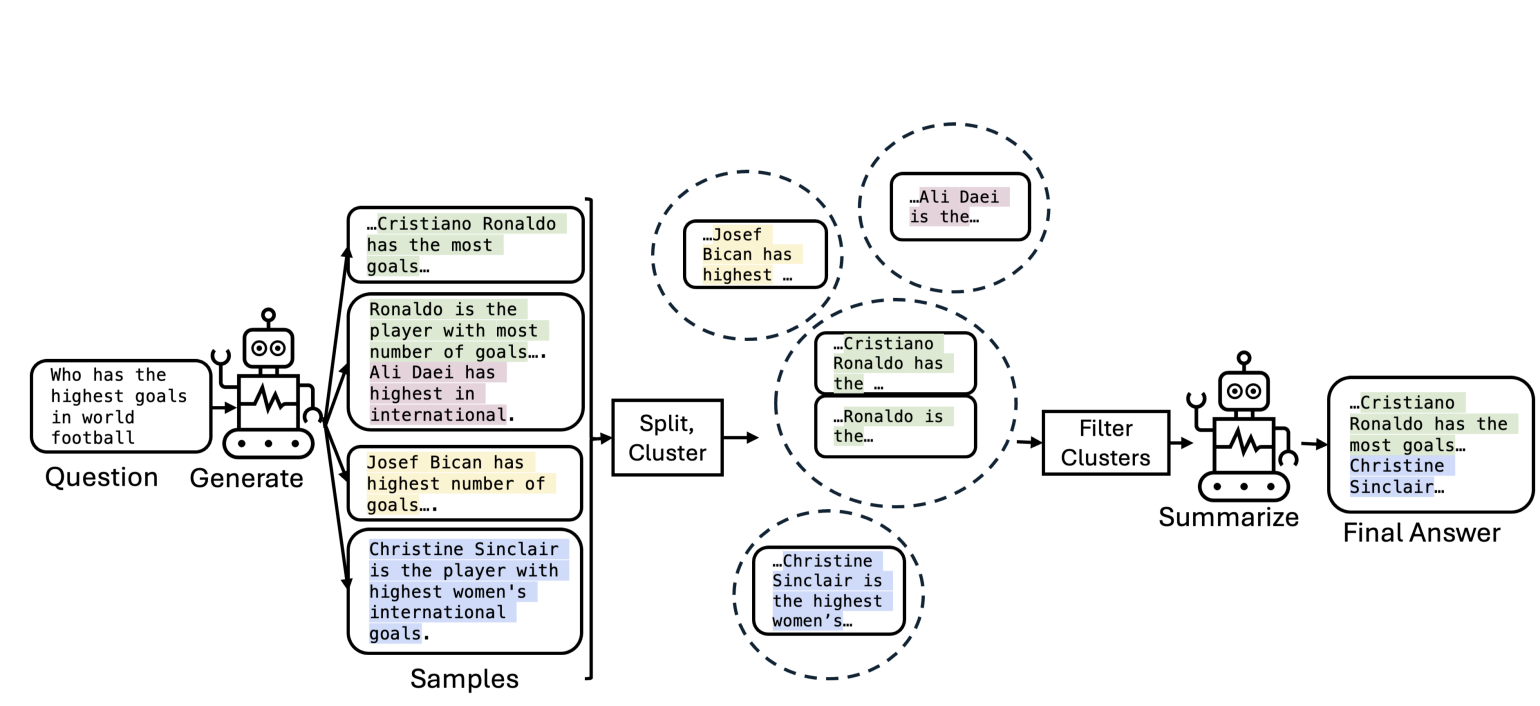 Who has the
highest goals
in world
football
Question
Generate
…Cristiano Ronaldo
has the most
goals…
Ronaldo is the
player with most
number of goals….
Ali Daei has
highest in
international.
Josef Bican has
highest number of
goals….
Christine Sinclair
is the player with
highest women's
international
goals.
Samples
Split,
Cluster
…Josef
Bican has
highest …
…Ali Daei
is the…
…Cristiano
Ronaldo has
the …
…Ronaldo is
the…
…Christine
Sinclair is
the highest
women’s…
Filter
Clusters
Summarize
…Cristiano
Ronaldo has the
most goals…
Christine
Sinclair…
Final Answer